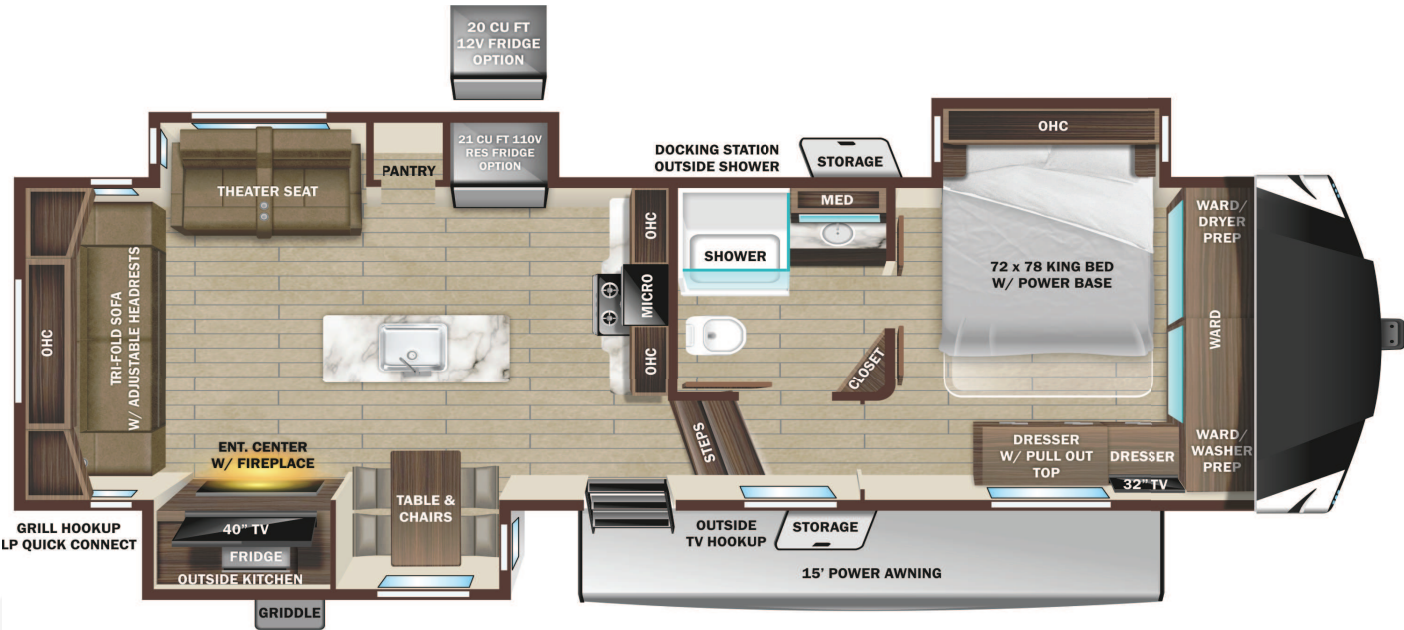 20 CU FT
12V FRIDGE
OPTION
21 CU FT 110V
RES FRIDGE
OPTION
PANTRY
THEATER SEAT
DOCKING STATION
OUTSIDE SHOWER
STORAGE
OHC
MED
WARD/
DRYER
PREP
OHC
SHOWER
72 x 78 KING BED
W/ POWER BASE
MICRO
OHC
TRI-FOLD SOFA
W/ ADJUSTABLE HEADRESTS
WARD
OHC
CLOSET
STEPS
ENT. CENTER
W/ FIREPLACE
DRESSER
W/ PULL OUT
TOP
DRESSER
WARD/
WASHER
PREP
32" TV
TABLE &
CHAIRS
GRILL HOOKUP
LP QUICK CONNECT
40" TV
FRIDGE
OUTSIDE KITCHEN
GRIDDLE
OUTSIDE
TV HOOKUP
STORAGE
15' POWER AWNING